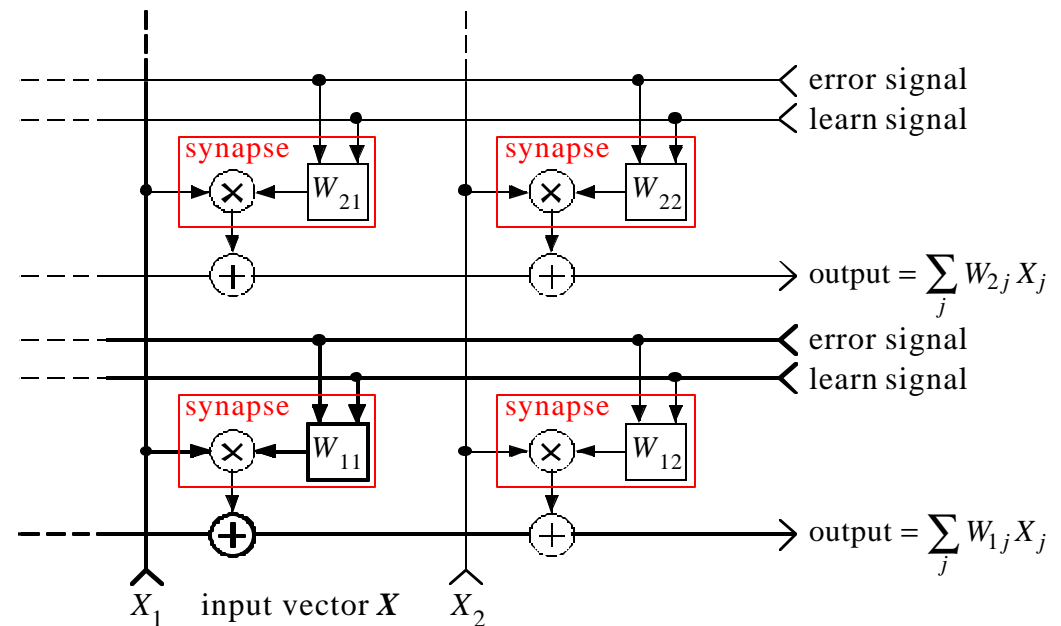 error signal
learn signal
synapse synapse
× W₂₁ × W₂₂
+ + output = ∑ⱼ W₂ⱼ Xⱼ
error signal
learn signal
synapse synapse
× W₁₁ × W₁₂
+ + output = ∑ⱼ W₁ⱼ Xⱼ
X₁ input vector X X₂